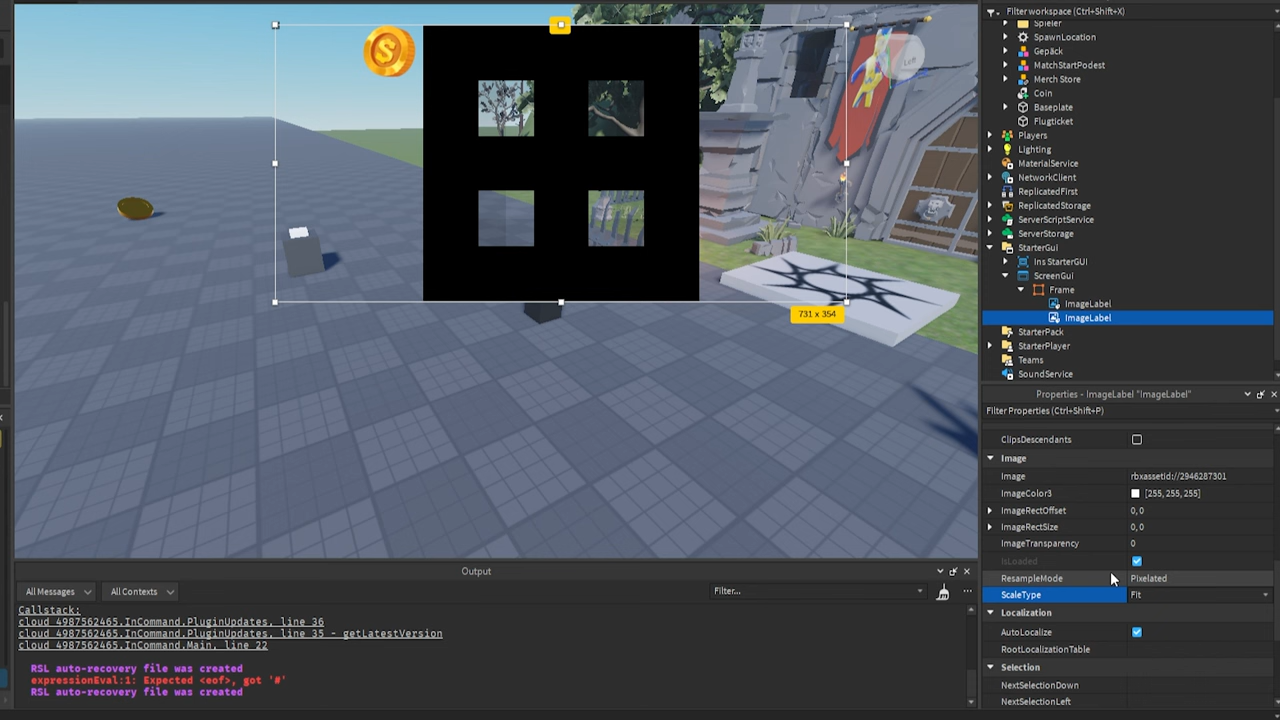 Filter workspace (Ctrl+Shift+X)
Spieler
SpawnLocation
Gepäck
MatchStartPodest
Merch Store
Coin
Baseplate
Flugticket
Players
Lighting
MaterialService
NetworkClient
ReplicatedFirst
ReplicatedStorage
ServerScriptService
ServerStorage
StarterGui
Ins StarterGUI
ScreenGui
Frame
ImageLabel
ImageLabel
StarterPack
StarterPlayer
Teams
SoundService
Left
731 x 354
Properties - ImageLabel "ImageLabel"
Filter Properties (Ctrl+Shift+P)
ClipsDescendants
Image
Image rbxassetid://2946287301
ImageColor3 [255, 255, 255]
ImageRectOffset 0, 0
ImageRectSize 0, 0
ImageTransparency 0
IsLoaded
ResampleMode Pixelated
ScaleType Fit
Localization
AutoLocalize
RootLocalizationTable
Selection
NextSelectionDown
NextSelectionLeft
Output
All Messages All Contexts Filter...
Callstack:
cloud_4987562465.InCommand.PluginUpdates, line 36
cloud_4987562465.InCommand.PluginUpdates, line 35 - getLatestVersion
cloud_4987562465.InCommand.Main, line 22
RSL auto-recovery file was created
expressionEval:1: Expected <eof>, got '#'
RSL auto-recovery file was created